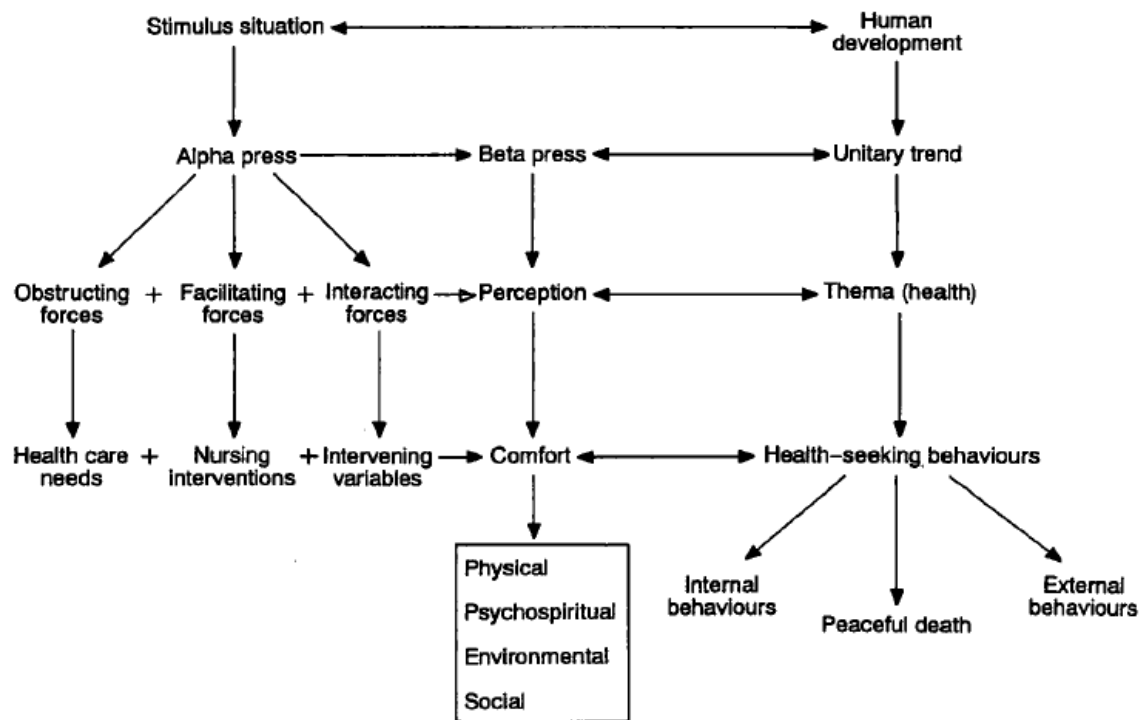 Stimulus situation
Human
development
Alpha press
Beta press
Unitary trend
Obstructing
forces
+
Facilitating
forces
+
Interacting
forces
Perception
Thema (health)
Health care
needs
+
Nursing
interventions
+
Intervening
variables
Comfort
Health-seeking behaviours
Physical
Psychospiritual
Environmental
Social
Internal
behaviours
Peaceful death
External
behaviours